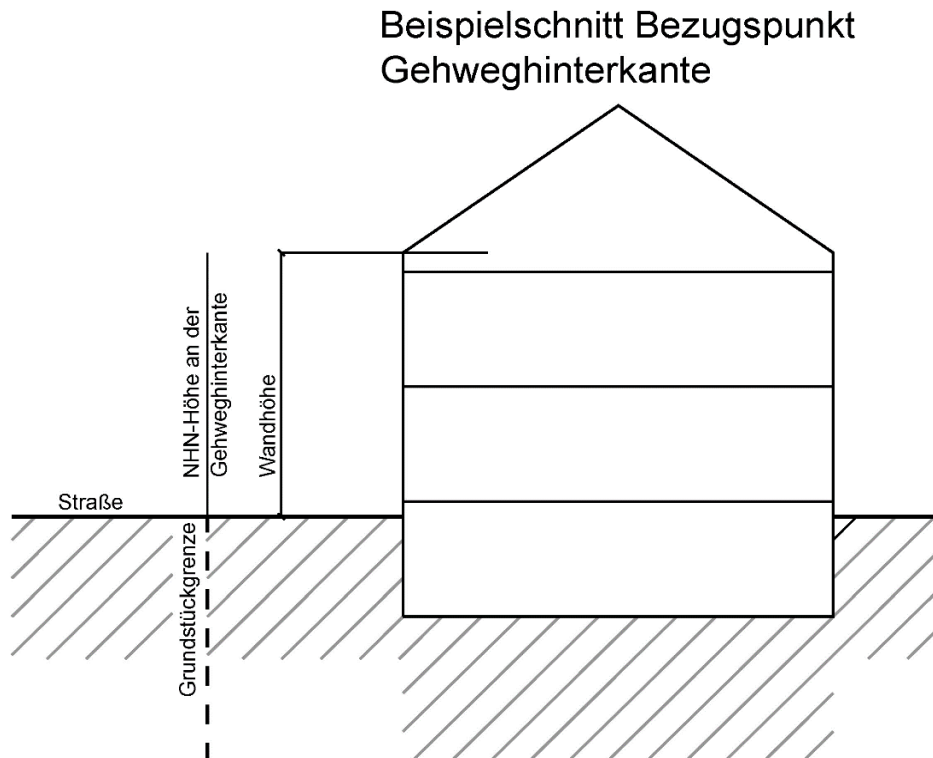 Beispielschnitt Bezugspunkt
Gehweghinterkante
NHN-Höhe an der
Gehweghinterkante
Wandhöhe
Straße
Grundstückgrenze